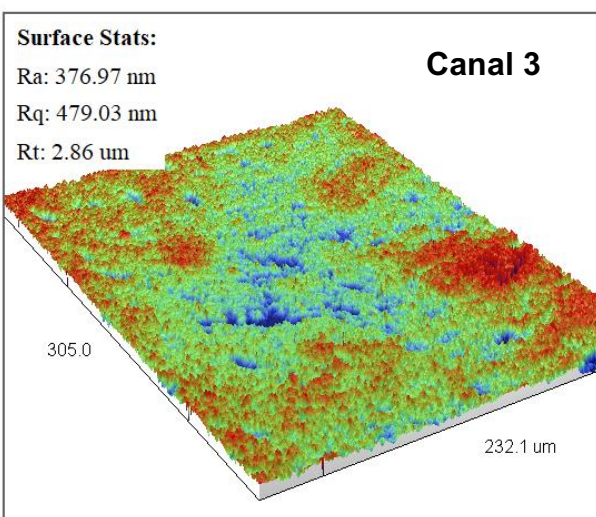 Surface Stats:
Ra: 376.97 nm
Rq: 479.03 nm
Rt: 2.86 um
Canal 3
305.0
232.1 um